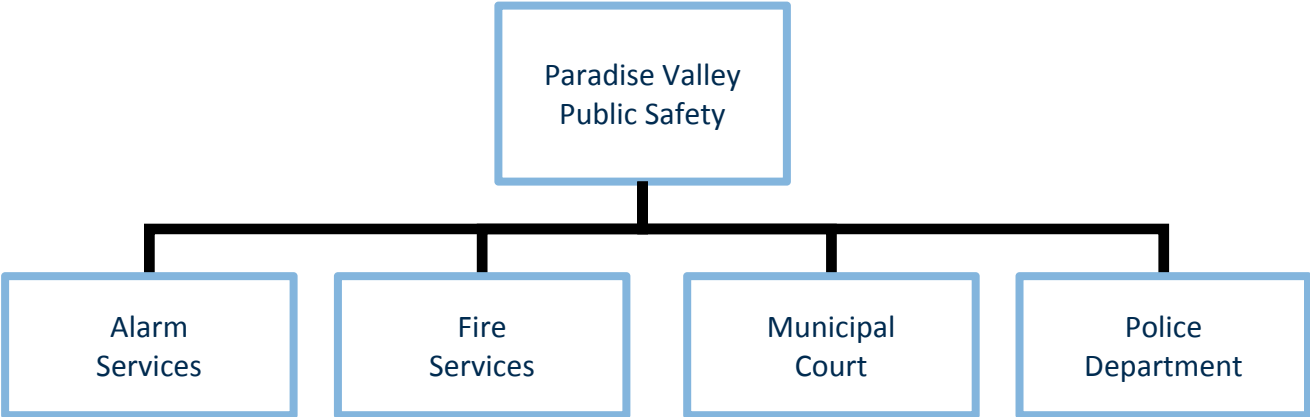 Paradise Valley
Public Safety
Alarm
Services
Fire
Services
Municipal
Court
Police
Department